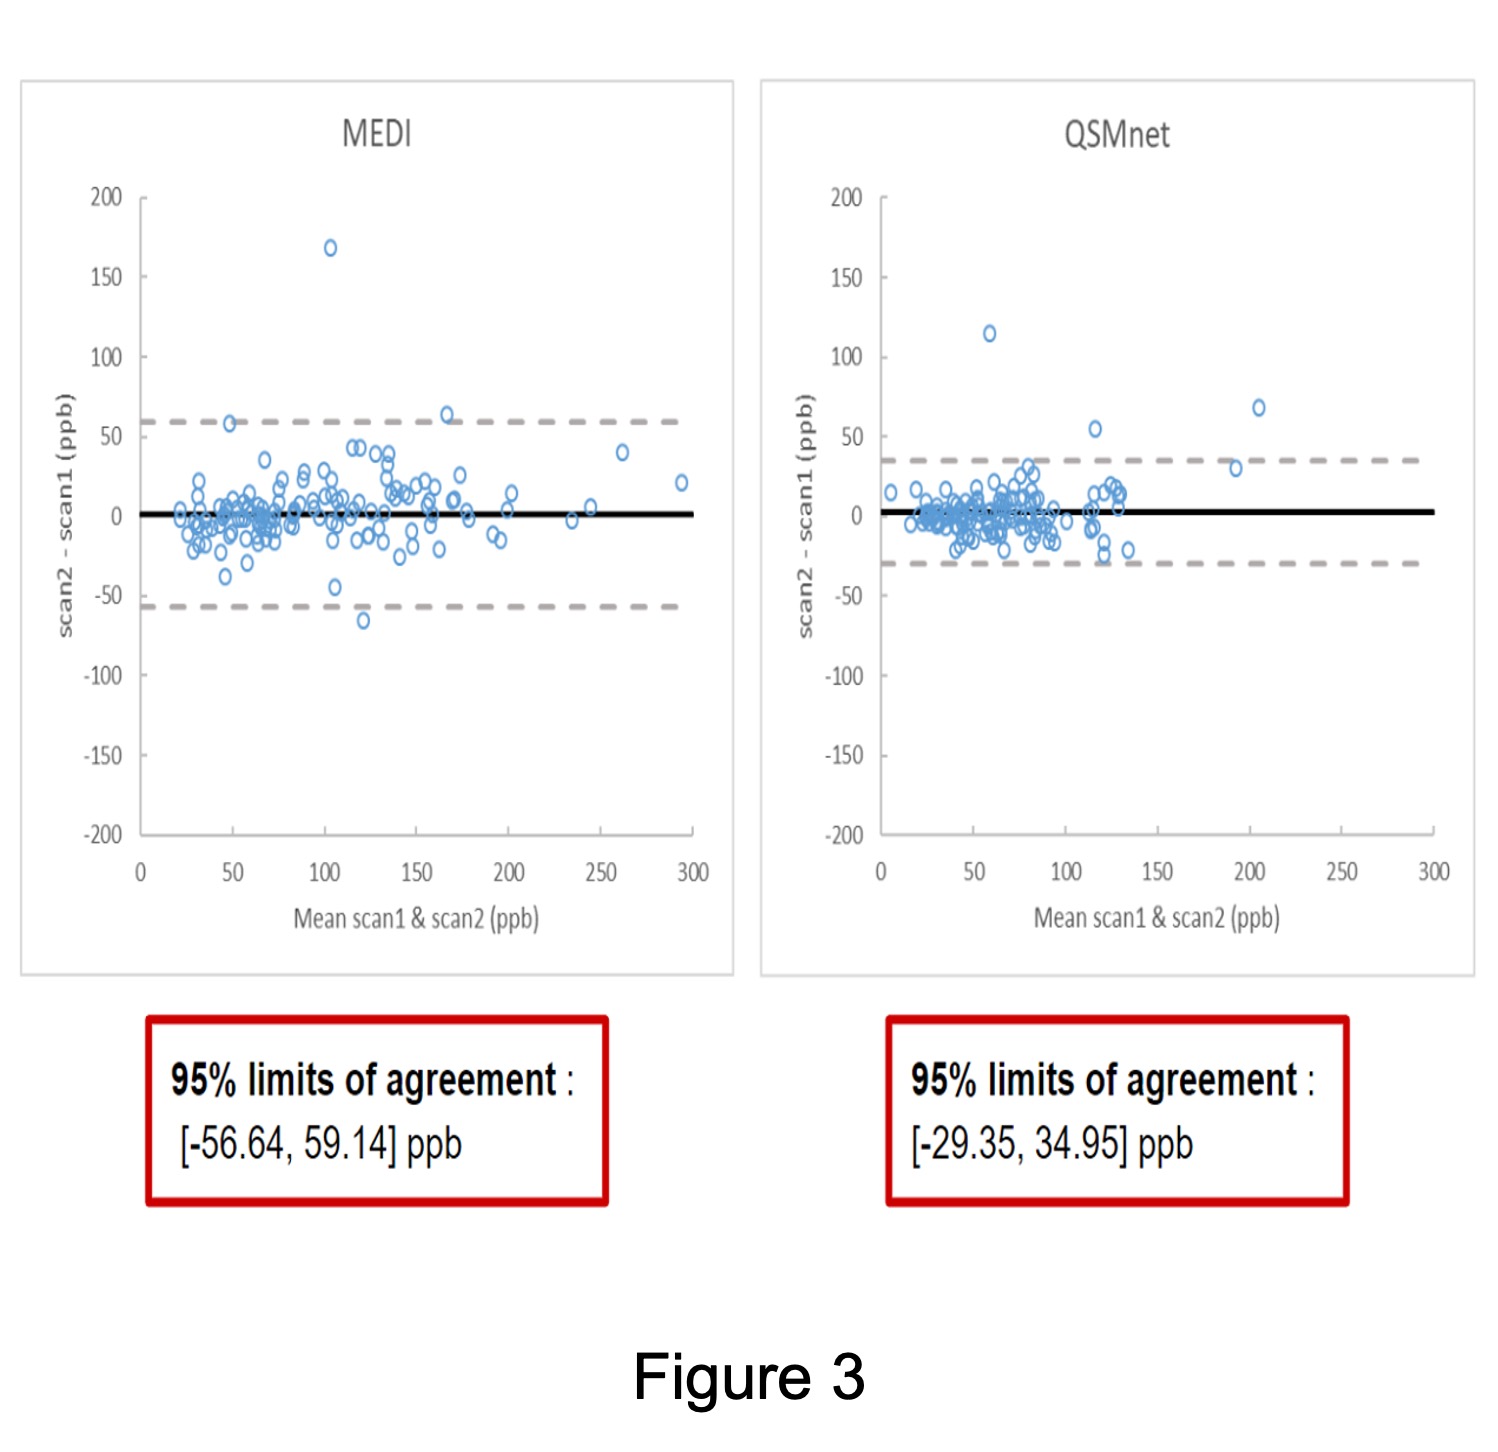 MEDI
200
150
100
50
0
-50
-100
-150
-200
scan2 - scan1 (ppb)
0 50 100 150 200 250 300
Mean scan1 & scan2 (ppb)
95% limits of agreement :
[-56.64, 59.14] ppb
QSMnet
200
150
100
50
0
-50
-100
-150
-200
scan2 - scan1 (ppb)
0 50 100 150 200 250 300
Mean scan1 & scan2 (ppb)
95% limits of agreement :
[-29.35, 34.95] ppb
Figure 3